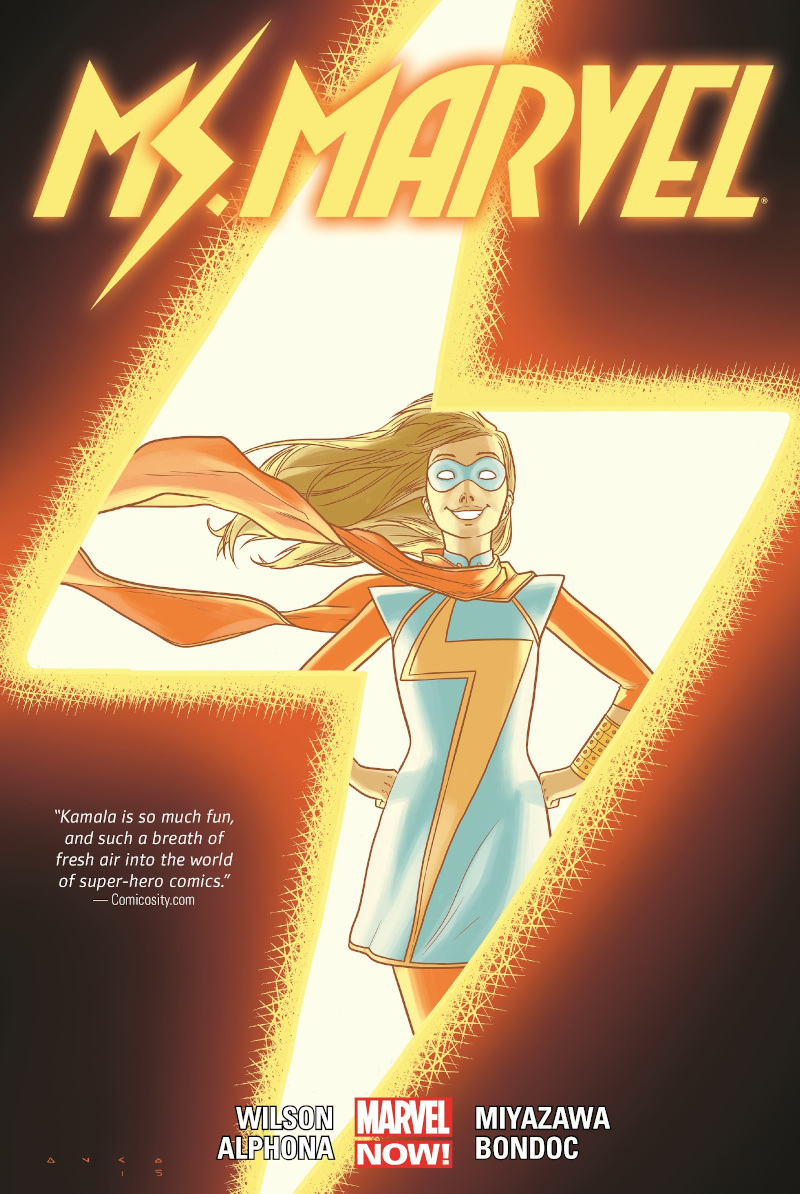 MS. MARVEL®
"Kamala is so much fun,
and such a breath of
fresh air into the world
of super-hero comics."
— Comicosity.com
WILSON
ALPHONA
MARVEL
NOW!
MIYAZAWA
BONDOC